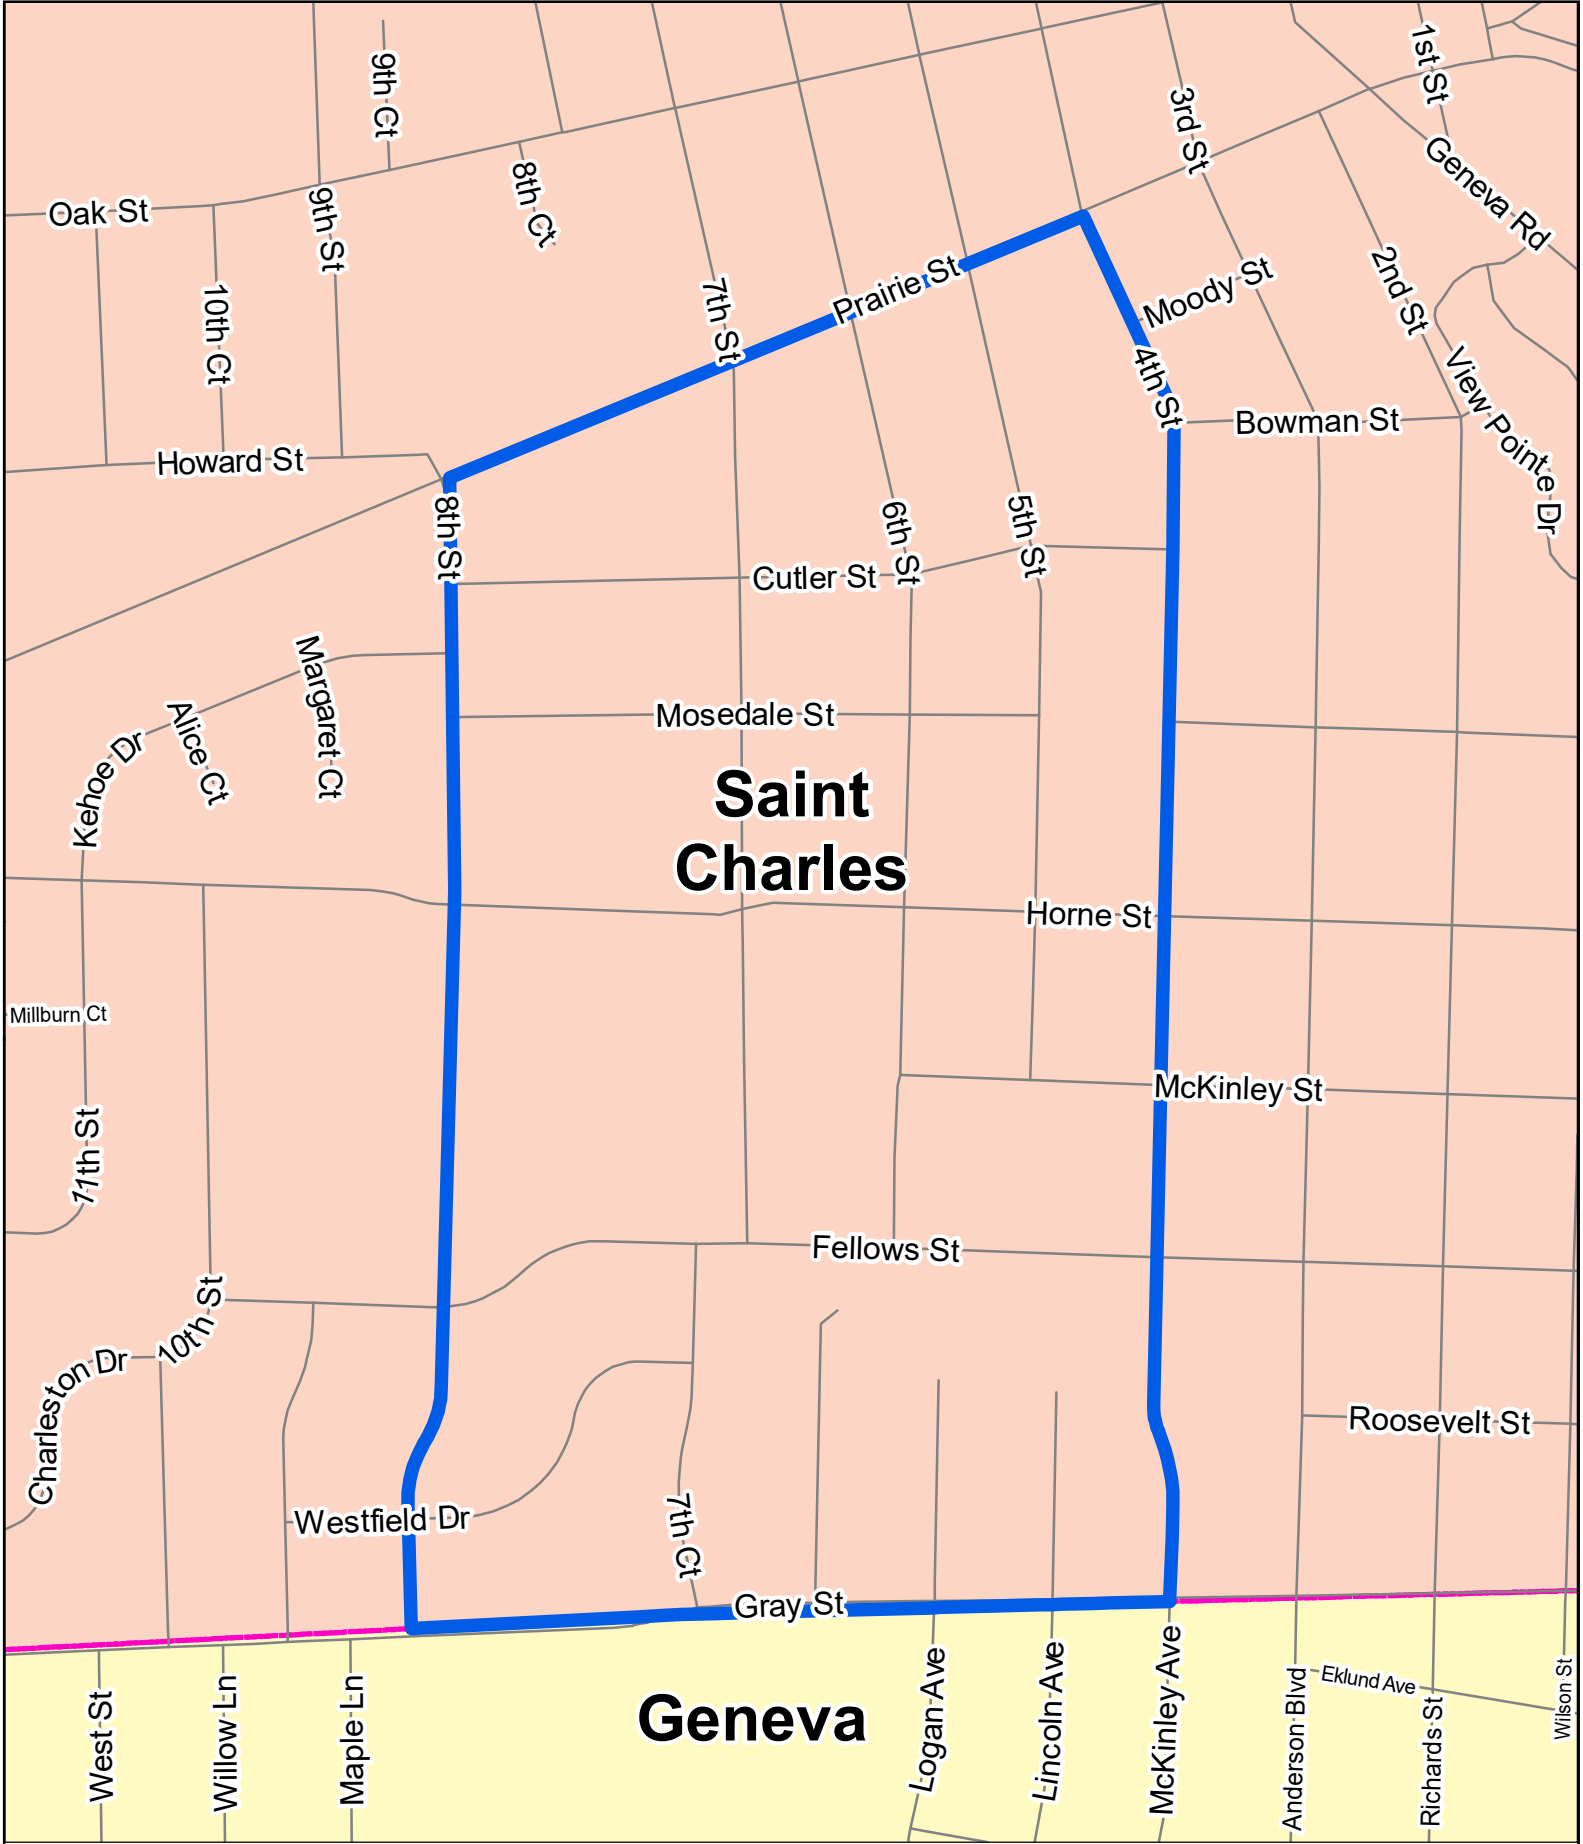 9th Ct
1st St
3rd St
Geneva Rd
Oak St
9th St
8th Ct
Moody St
2nd St
Prairie St
10th Ct
7th St
4th St
View Pointe Dr
Bowman St
Howard St
8th St
6th St
5th St
Cutler St
Margaret Ct
Alice Ct
Kehoe Dr
Mosedale St
Saint
Charles
Horne St
Millburn Ct
McKinley St
11th St
Fellows St
10th St
Charleston Dr
Roosevelt St
Westfield Dr
7th Ct
Gray St
Geneva
West St
Willow Ln
Maple Ln
Logan Ave
Lincoln Ave
McKinley Ave
Anderson Blvd
Eklund Ave
Richards St
Wilson St